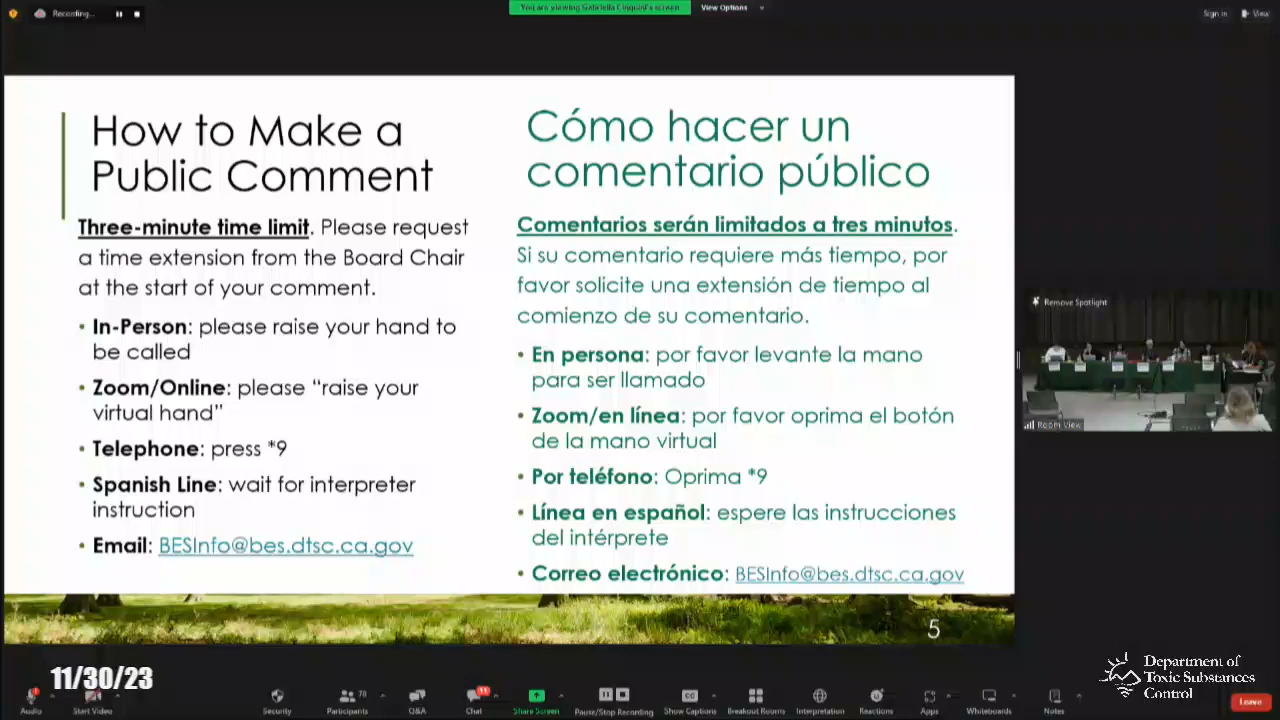 Recording...
You are viewing Gabriella Cinquini's screen
View Options
Sign in
View
How to Make a
Public Comment
Three-minute time limit. Please request
a time extension from the Board Chair
at the start of your comment.
• In-Person: please raise your hand to
be called
• Zoom/Online: please “raise your
virtual hand”
• Telephone: press *9
• Spanish Line: wait for interpreter
instruction
• Email: BESInfo@bes.dtsc.ca.gov
Cómo hacer un
comentario público
Comentarios serán limitados a tres minutos.
Si su comentario requiere más tiempo, por
favor solicite una extensión de tiempo al
comienzo de su comentario.
• En persona: por favor levante la mano
para ser llamado
• Zoom/en línea: por favor oprima el botón
de la mano virtual
• Por teléfono: Oprima *9
• Línea en español: espere las instrucciones
del intérprete
• Correo electrónico: BESInfo@bes.dtsc.ca.gov
5
Remove Spotlight
Room View
11/30/23
Department of
Toxic Substances
Control
Audio
Start Video
Security
Participants
78
Q&A
Chat
11
Share Screen
Pause/Stop Recording
Show Captions
Breakout Rooms
Interpretation
Reactions
Apps
Whiteboards
Notes
Leave